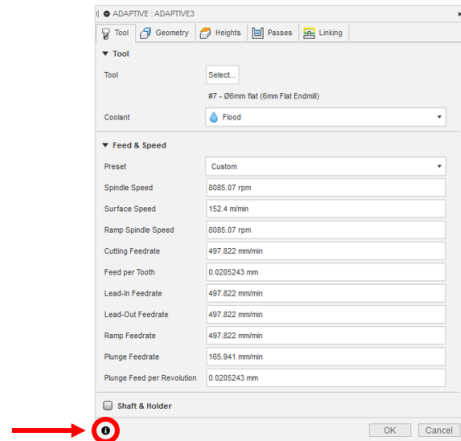 ADAPTIVE : ADAPTIVE3
Tool Geometry Heights Passes Linking
Tool
Tool Select...
#7 - Ø6mm flat (6mm Flat Endmill)
Coolant Flood
Feed & Speed
Preset Custom
Spindle Speed 8085.07 rpm
Surface Speed 152.4 m/min
Ramp Spindle Speed 8085.07 rpm
Cutting Feedrate 497.822 mm/min
Feed per Tooth 0.0205243 mm
Lead-In Feedrate 497.822 mm/min
Lead-Out Feedrate 497.822 mm/min
Ramp Feedrate 497.822 mm/min
Plunge Feedrate 165.941 mm/min
Plunge Feed per Revolution 0.0205243 mm
Shaft & Holder
OK Cancel